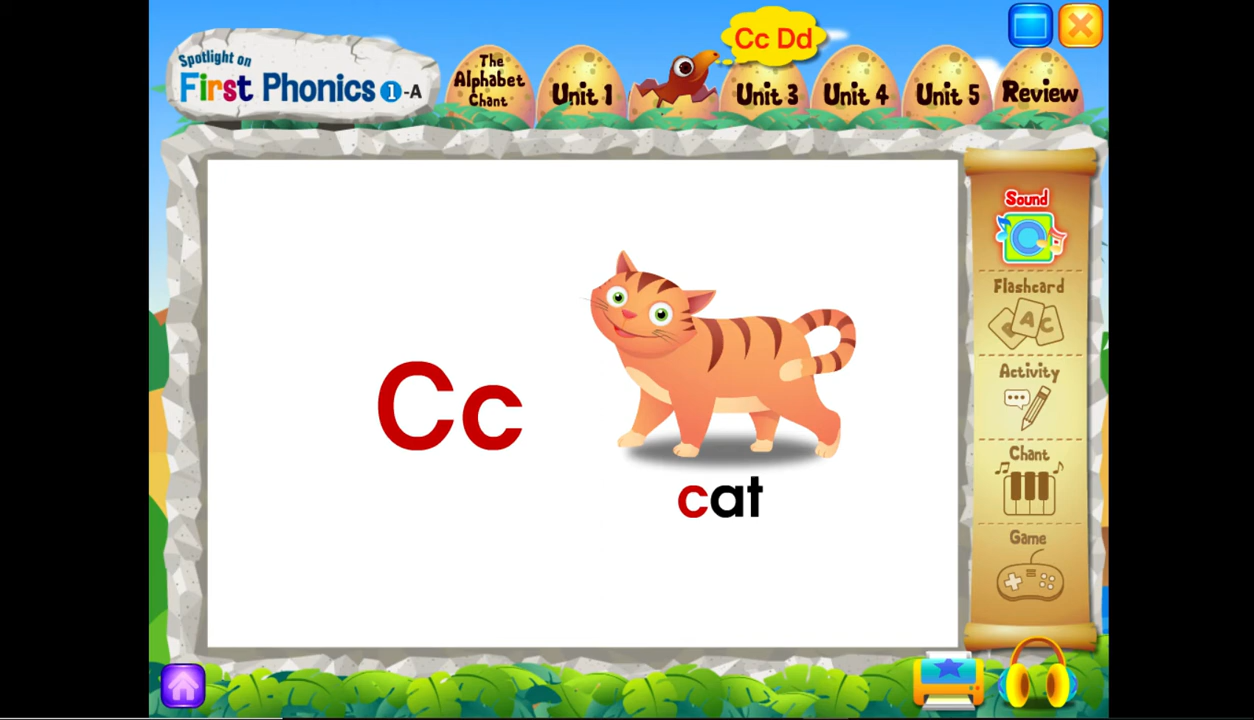 Spotlight on
First Phonics 1-A
The
Alphabet
Chant
Unit 1
Cc Dd
Unit 3
Unit 4
Unit 5
Review
Cc
cat
Sound
Flashcard
A C
Activity
Chant
Game